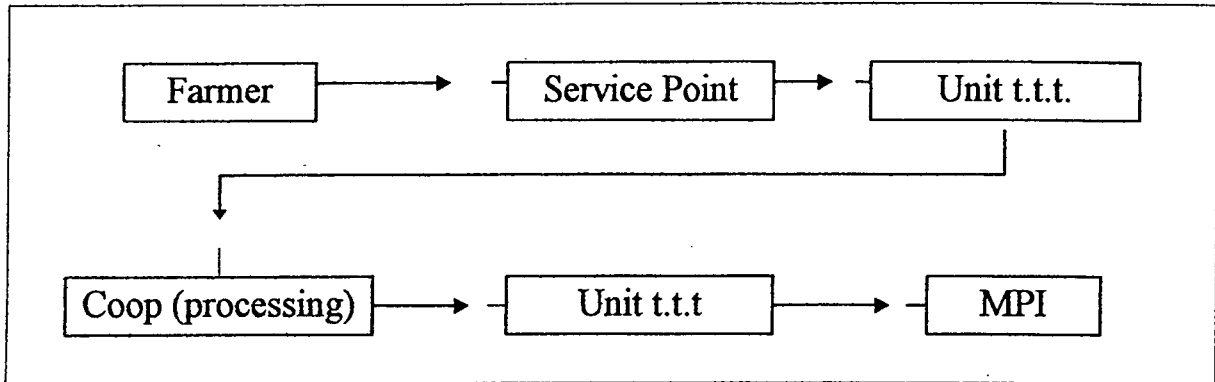 Farmer
Service Point
Unit t.t.t.
Coop (processing)
Unit t.t.t
MPI